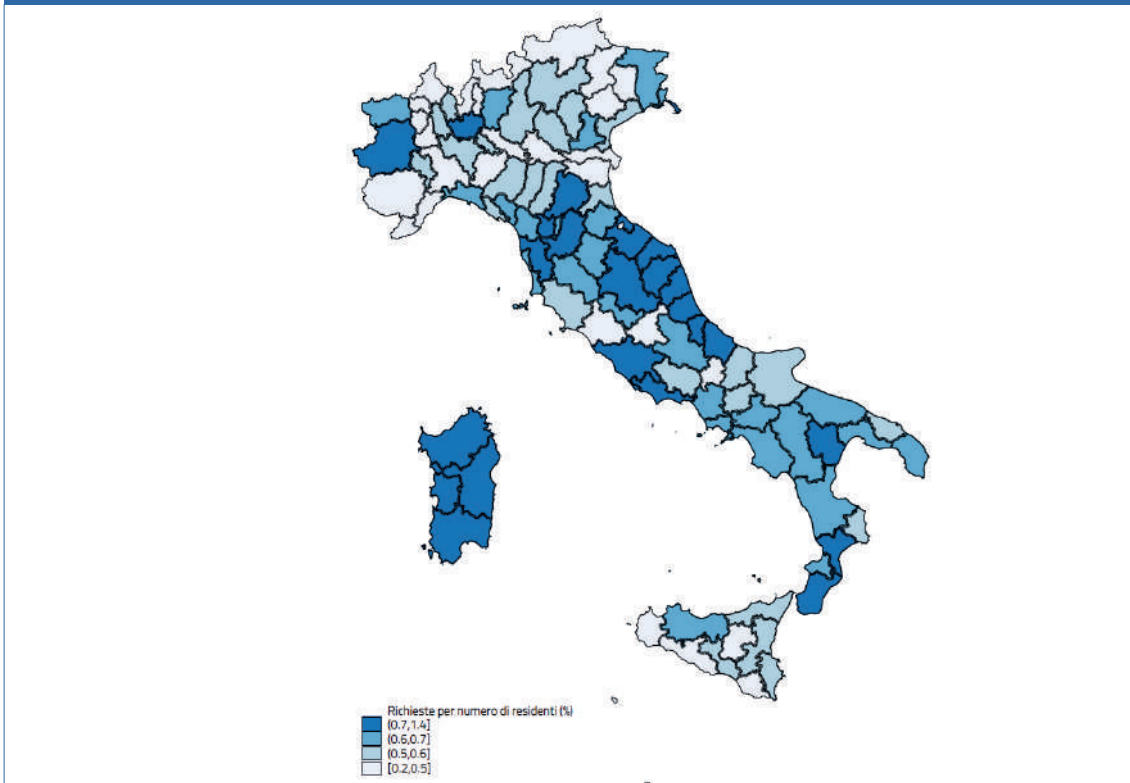 Richieste per numero di residenti (%)
(0.7,1.4]
(0.6,0.7]
(0.5,0.6]
[0.2,0.5]